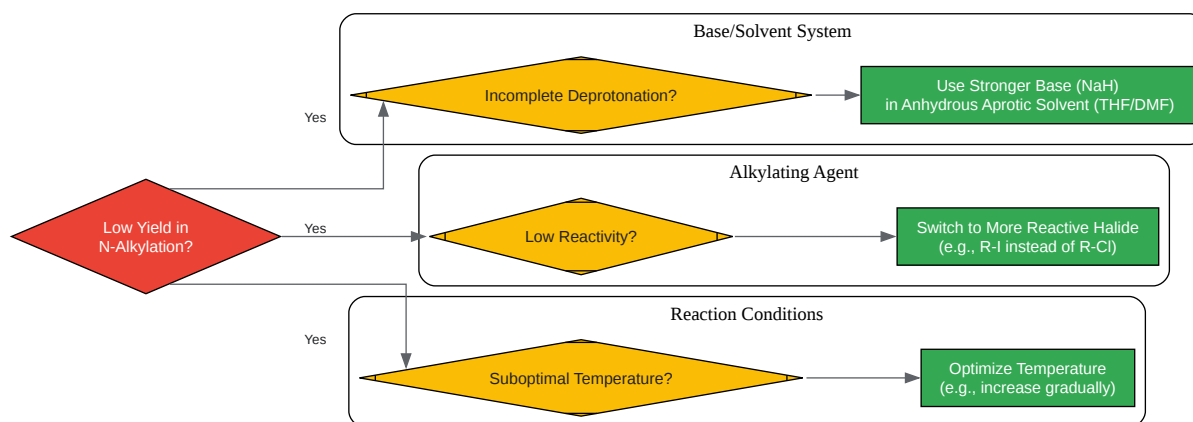 Base/Solvent System
Incomplete Deprotonation?
Use Stronger Base (NaH)
in Anhydrous Aprotic Solvent (THF/DMF)
Yes
Alkylating Agent
Low Yield in
N-Alkylation?
Yes
Low Reactivity?
Switch to More Reactive Halide
(e.g., R-I instead of R-Cl)
Reaction Conditions
Yes
Suboptimal Temperature?
Optimize Temperature
(e.g., increase gradually)